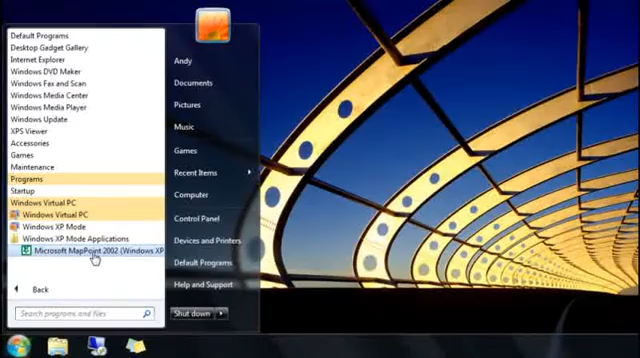 Default Programs
Desktop Gadget Gallery
Internet Explorer
Windows DVD Maker
Windows Fax and Scan
Windows Media Center
Windows Media Player
Windows Update
XPS Viewer
Accessories
Games
Maintenance
Programs
Startup
Windows Virtual PC
Windows Virtual PC
Windows XP Mode
Windows XP Mode Applications
Microsoft MapPoint 2002 (Windows XP
Back
Search programs and files
Andy
Documents
Pictures
Music
Games
Recent Items
Computer
Control Panel
Devices and Printers
Default Programs
Help and Support
Shut down